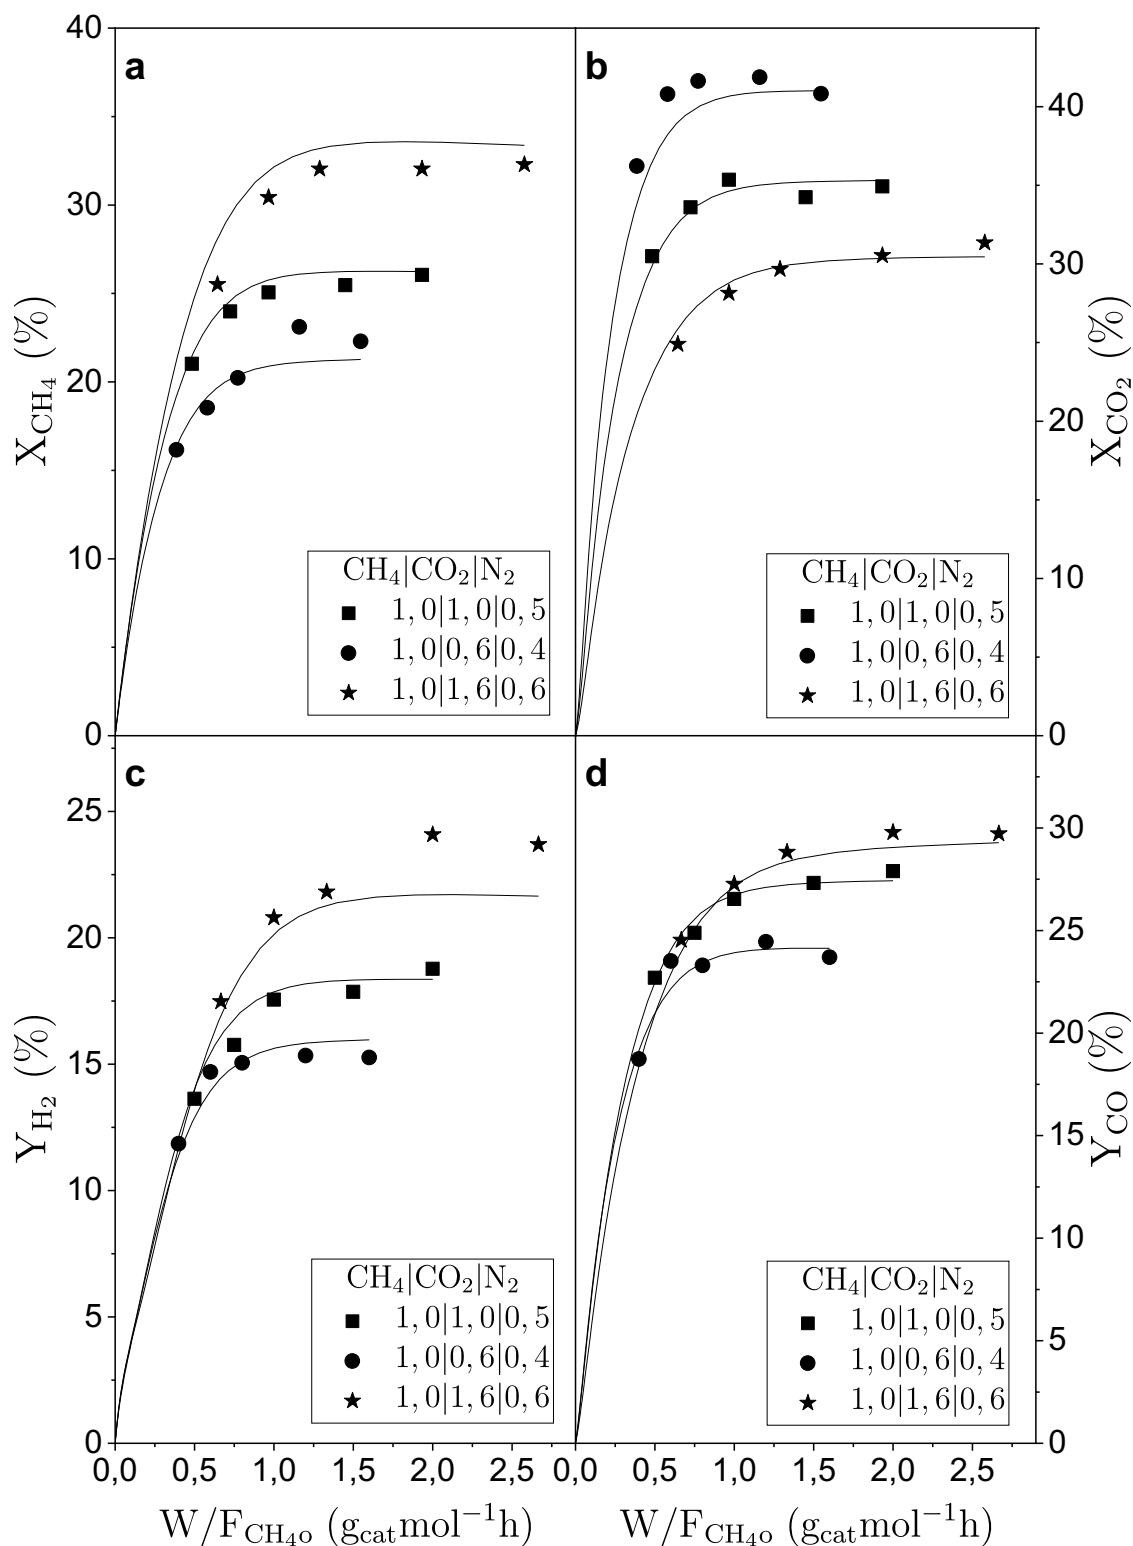 a
40
30
20
10
0
X_CH₄ (%)
CH₄|CO₂|N₂
1,0|1,0|0,5
1,0|0,6|0,4
1,0|1,6|0,6
b
40
30
20
10
0
X_CO₂ (%)
CH₄|CO₂|N₂
1,0|1,0|0,5
1,0|0,6|0,4
1,0|1,6|0,6
c
25
20
15
10
5
0
Y_H₂ (%)
CH₄|CO₂|N₂
1,0|1,0|0,5
1,0|0,6|0,4
1,0|1,6|0,6
0,0 0,5 1,0 1,5 2,0 2,5
W/F_CH₄o (g_cat mol⁻¹h)
d
30
25
20
15
10
5
0
Y_CO (%)
CH₄|CO₂|N₂
1,0|1,0|0,5
1,0|0,6|0,4
1,0|1,6|0,6
0,0 0,5 1,0 1,5 2,0 2,5
W/F_CH₄o (g_cat mol⁻¹h)